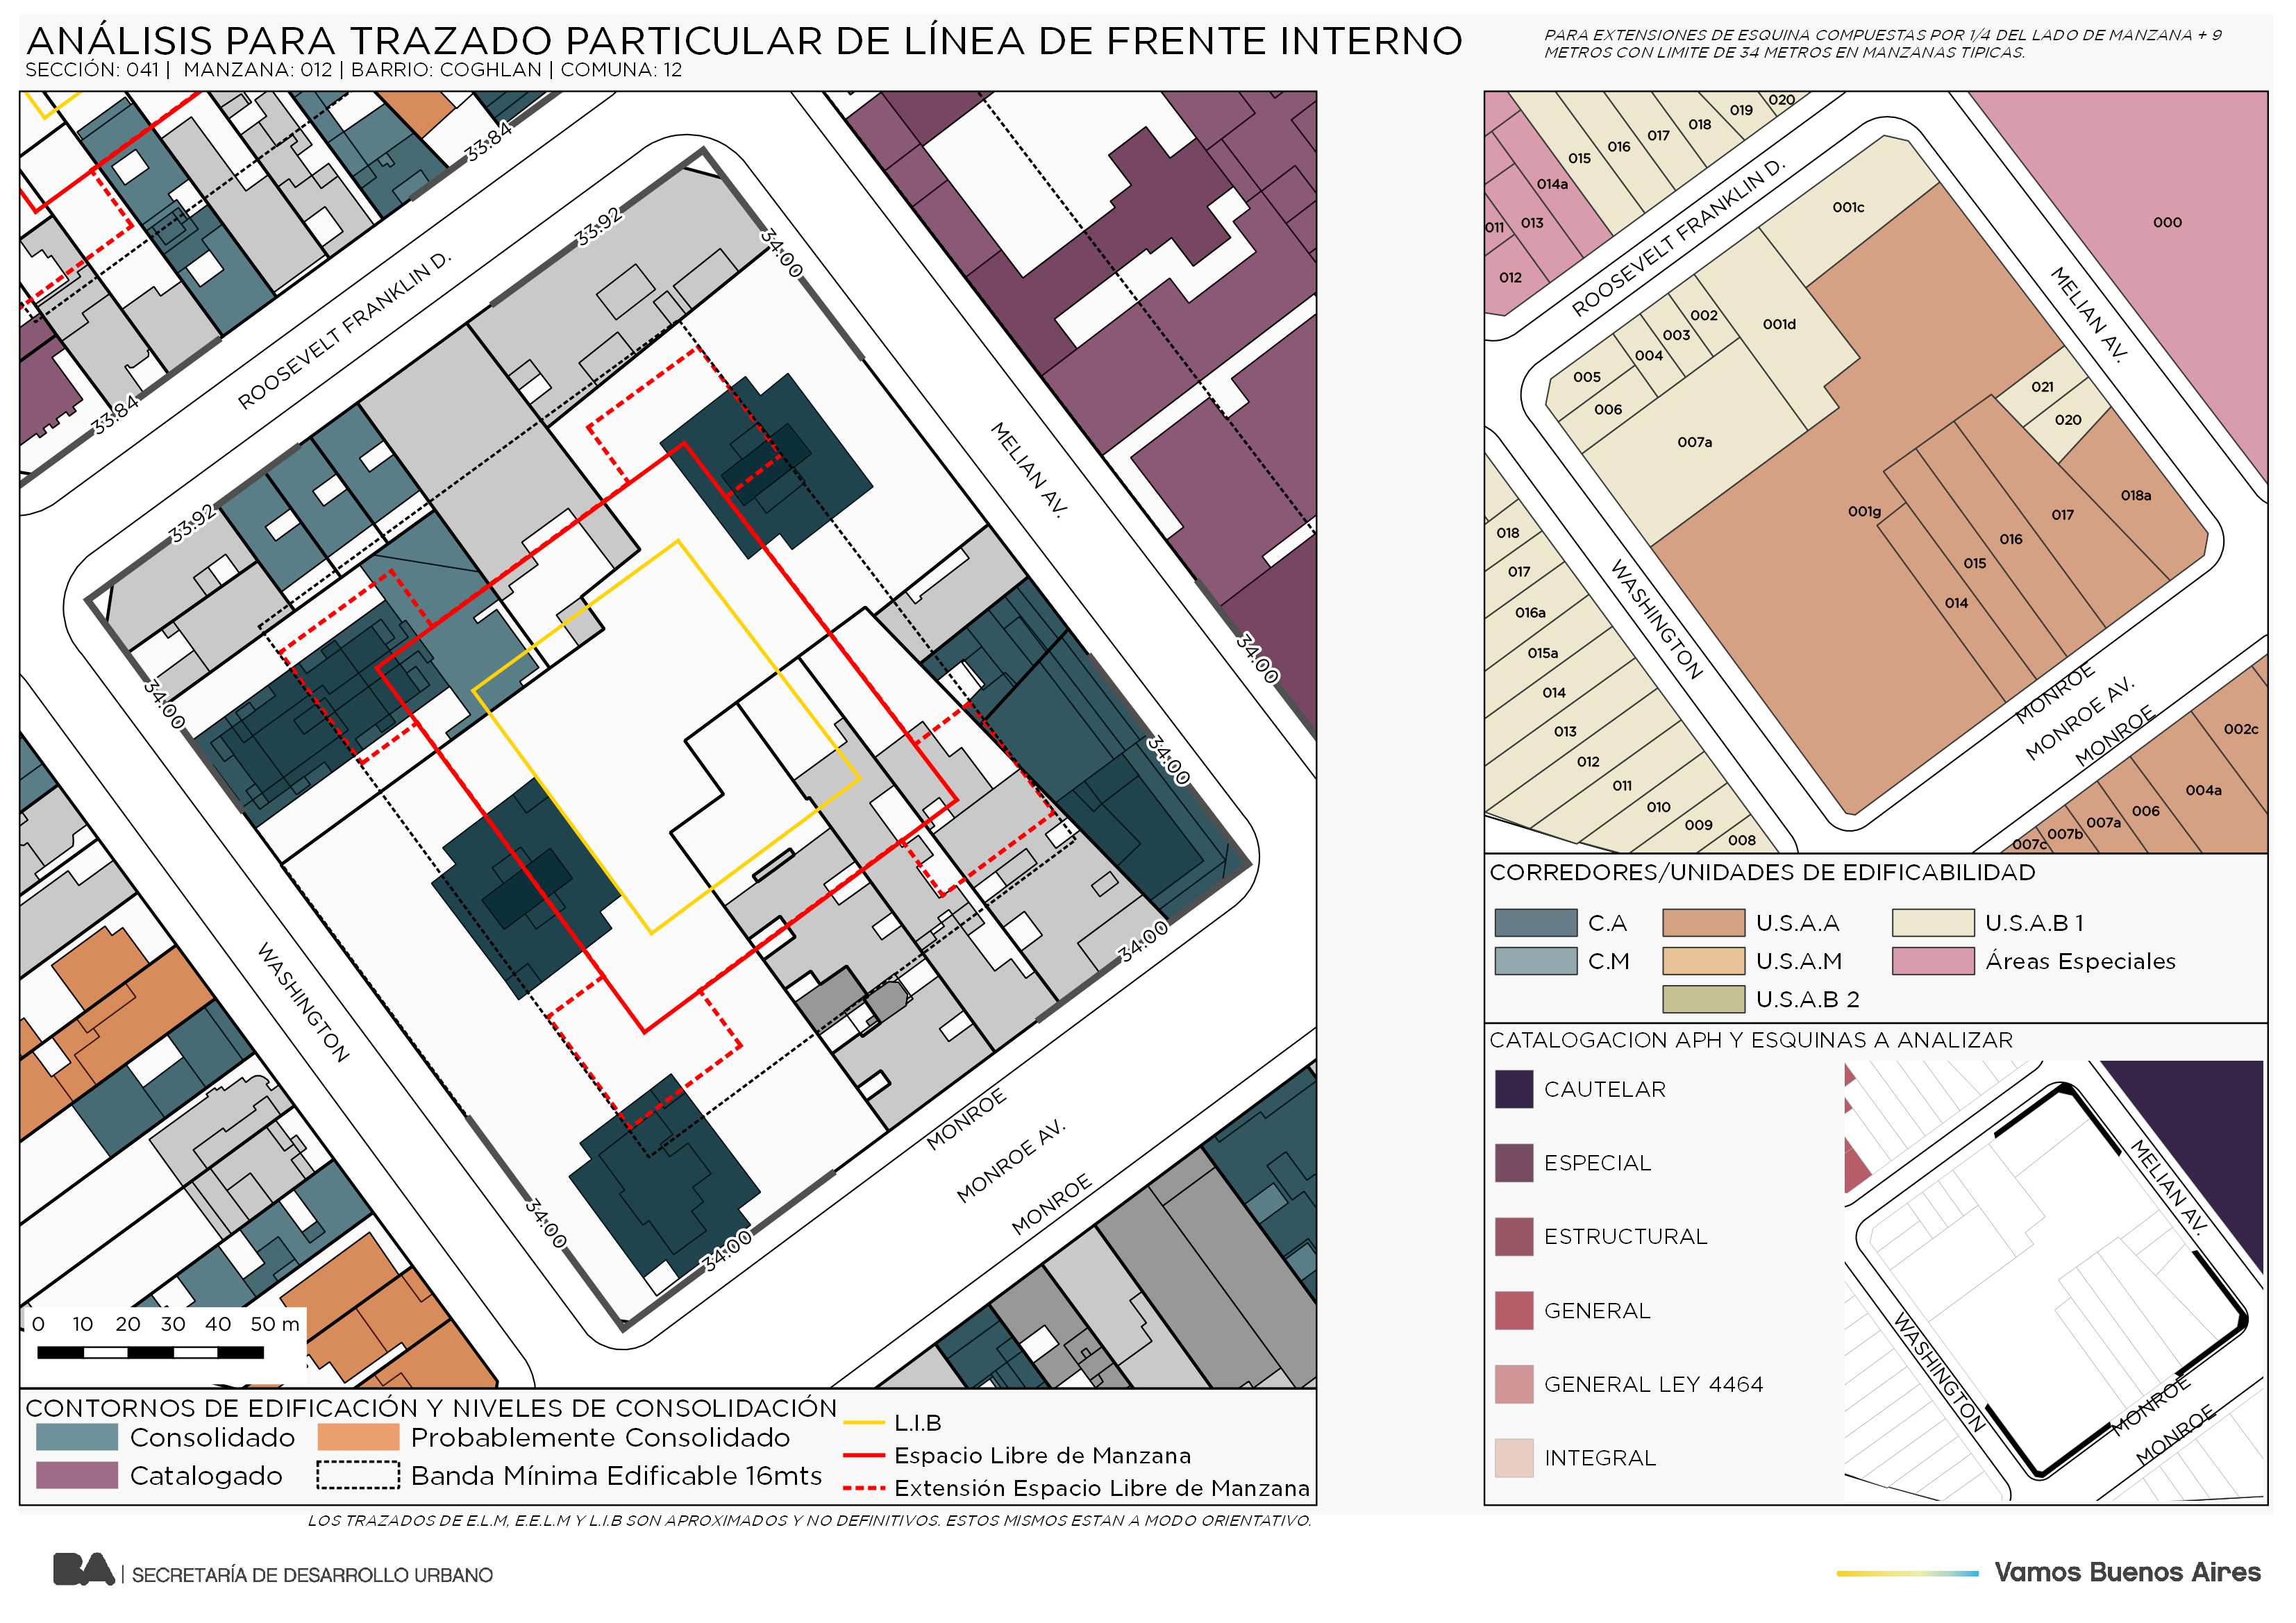 ANÁLISIS PARA TRAZADO PARTICULAR DE LÍNEA DE FRENTE INTERNO
SECCIÓN: 041 | MANZANA: 012 | BARRIO: COGHLAN | COMUNA: 12
PARA EXTENSIONES DE ESQUINA COMPUESTAS POR 1/4 DEL LADO DE MANZANA + 9
METROS CON LIMITE DE 34 METROS EN MANZANAS TIPICAS.
33.84
33.92
34.00
ROOSEVELT FRANKLIN D.
33.84
33.92
MELIAN AV.
34.00
34.00
34.00
34.00
WASHINGTON
MONROE
MONROE AV.
MONROE
34.00
34.00
0 10 20 30 40 50 m
CONTORNOS DE EDIFICACIÓN Y NIVELES DE CONSOLIDACIÓN
Consolidado
Probablemente Consolidado
Catalogado
Banda Mínima Edificable 16mts
L.I.B
Espacio Libre de Manzana
Extensión Espacio Libre de Manzana
LOS TRAZADOS DE E.L.M, E.E.L.M Y L.I.B SON APROXIMADOS Y NO DEFINITIVOS. ESTOS MISMOS ESTAN A MODO ORIENTATIVO.
020
019
018
017
016
015
014a
013
011
012
000
ROOSEVELT FRANKLIN D.
001c
MELIAN AV.
002
001d
003
004
005
006
007a
021
020
018a
001g
017
016
015
014
WASHINGTON
018
017
016a
015a
014
013
012
011
010
009
008
MONROE
MONROE AV.
MONROE
002c
004a
006
007a
007b
007c
CORREDORES/UNIDADES DE EDIFICABILIDAD
C.A
U.S.A.A
U.S.A.B 1
C.M
U.S.A.M
Áreas Especiales
U.S.A.B 2
CATALOGACION APH Y ESQUINAS A ANALIZAR
CAUTELAR
ESPECIAL
ESTRUCTURAL
GENERAL
GENERAL LEY 4464
INTEGRAL
MELIAN AV.
WASHINGTON
MONROE
MONROE
BA | SECRETARÍA DE DESARROLLO URBANO
Vamos Buenos Aires